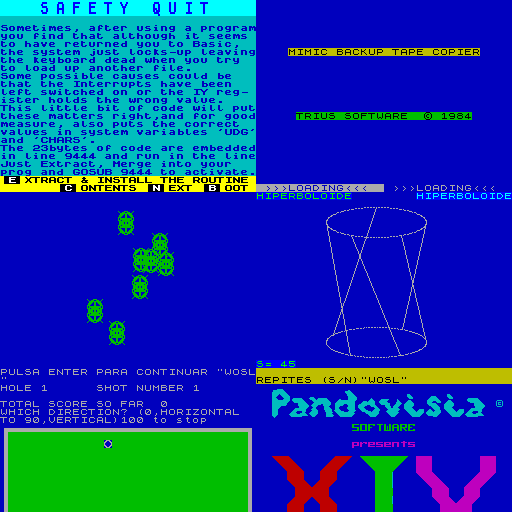 SAFETY QUIT
Sometimes, after using a program
you find that although it seems
to have returned you to Basic,
the system just locks-up leaving
the keyboard dead when you try
to load up another file.
Some possible causes could be
that the Interrupts have been
left switched on or the IY reg-
ister holds the wrong value.
This little bit of code will put
these matters right,and for good
measure, also puts the correct
values in system variables 'UDG'
and 'CHARS'.
The 23bytes of code are embedded
in line 9444 and run in the line
Just Extract, Merge into your
prog and GOSUB 9444 to activate.
E XTRACT & INSTALL THE ROUTINE
C ONTENTS N EXT B OOT
MIMIC BACKUP TAPE COPIER
TRIUS SOFTWARE © 1984
>>>LOADING<<< >>>LOADING<<<
PULSA ENTER PARA CONTINUAR "WOSL
"
HIPERBOLOIDE HIPERBOLOIDE
S= 45
REPITES (S/N)"WOSL"
HOLE 1 SHOT NUMBER 1
TOTAL SCORE SO FAR 0
WHICH DIRECTION? (0,HORIZONTAL
TO 90,VERTICAL)100 to stop
Pandovisia ©
SOFTWARE
presents
XTV